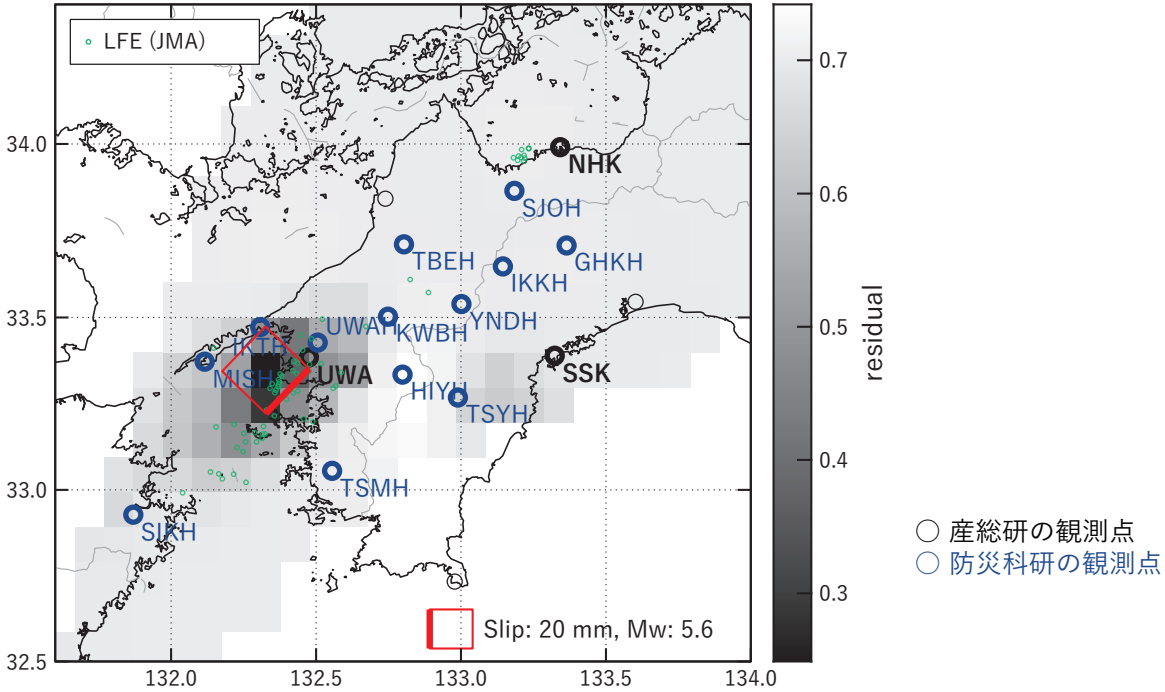 LFE (JMA)
34.0
33.5
33.0
32.5
132.0
132.5
133.0
133.5
134.0
NHK
SJOH
TBEH
GHKH
IKKH
YNDH
UWAH
KWBH
IKTH
MISH
UWA
SSK
HIYH
TSYH
TSMH
SIKH
Slip: 20 mm, Mw: 5.6
0.7
0.6
0.5
0.4
0.3
residual
産総研の観測点
防災科研の観測点